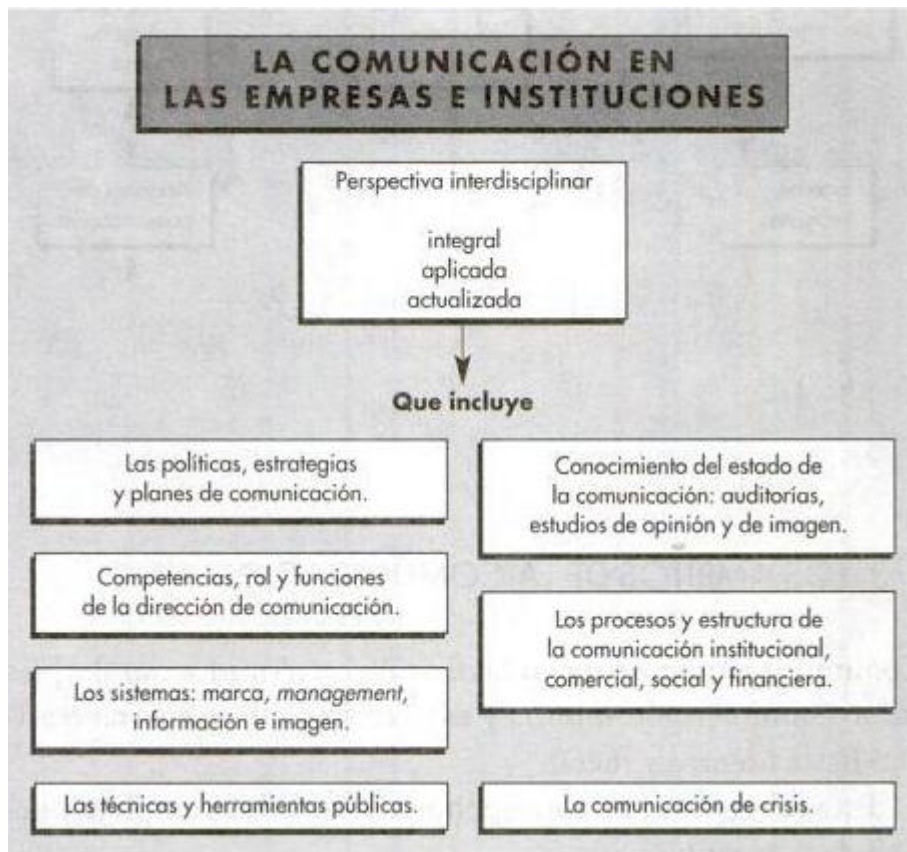 LA COMUNICACIÓN EN
LAS EMPRESAS E INSTITUCIONES
Perspectiva interdisciplinar
integral
aplicada
actualizada
Que incluye
Las políticas, estrategias
y planes de comunicación.
Competencias, rol y funciones
de la dirección de comunicación.
Los sistemas: marca, management,
información e imagen.
Las técnicas y herramientas públicas.
Conocimiento del estado de
la comunicación: auditorías,
estudios de opinión y de imagen.
Los procesos y estructura de
la comunicación institucional,
comercial, social y financiera.
La comunicación de crisis.